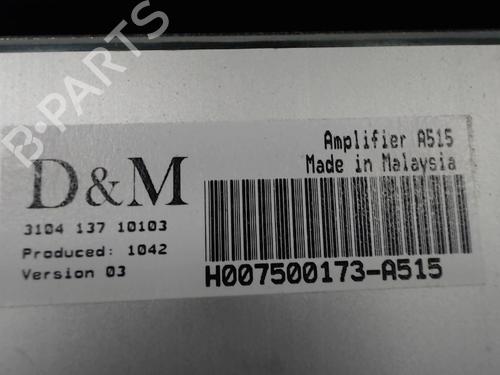 B-PARTS
D&M
3104 137 10103
Produced: 1042
Version 03
Amplifier A515
Made in Malaysia
H007500173-A515